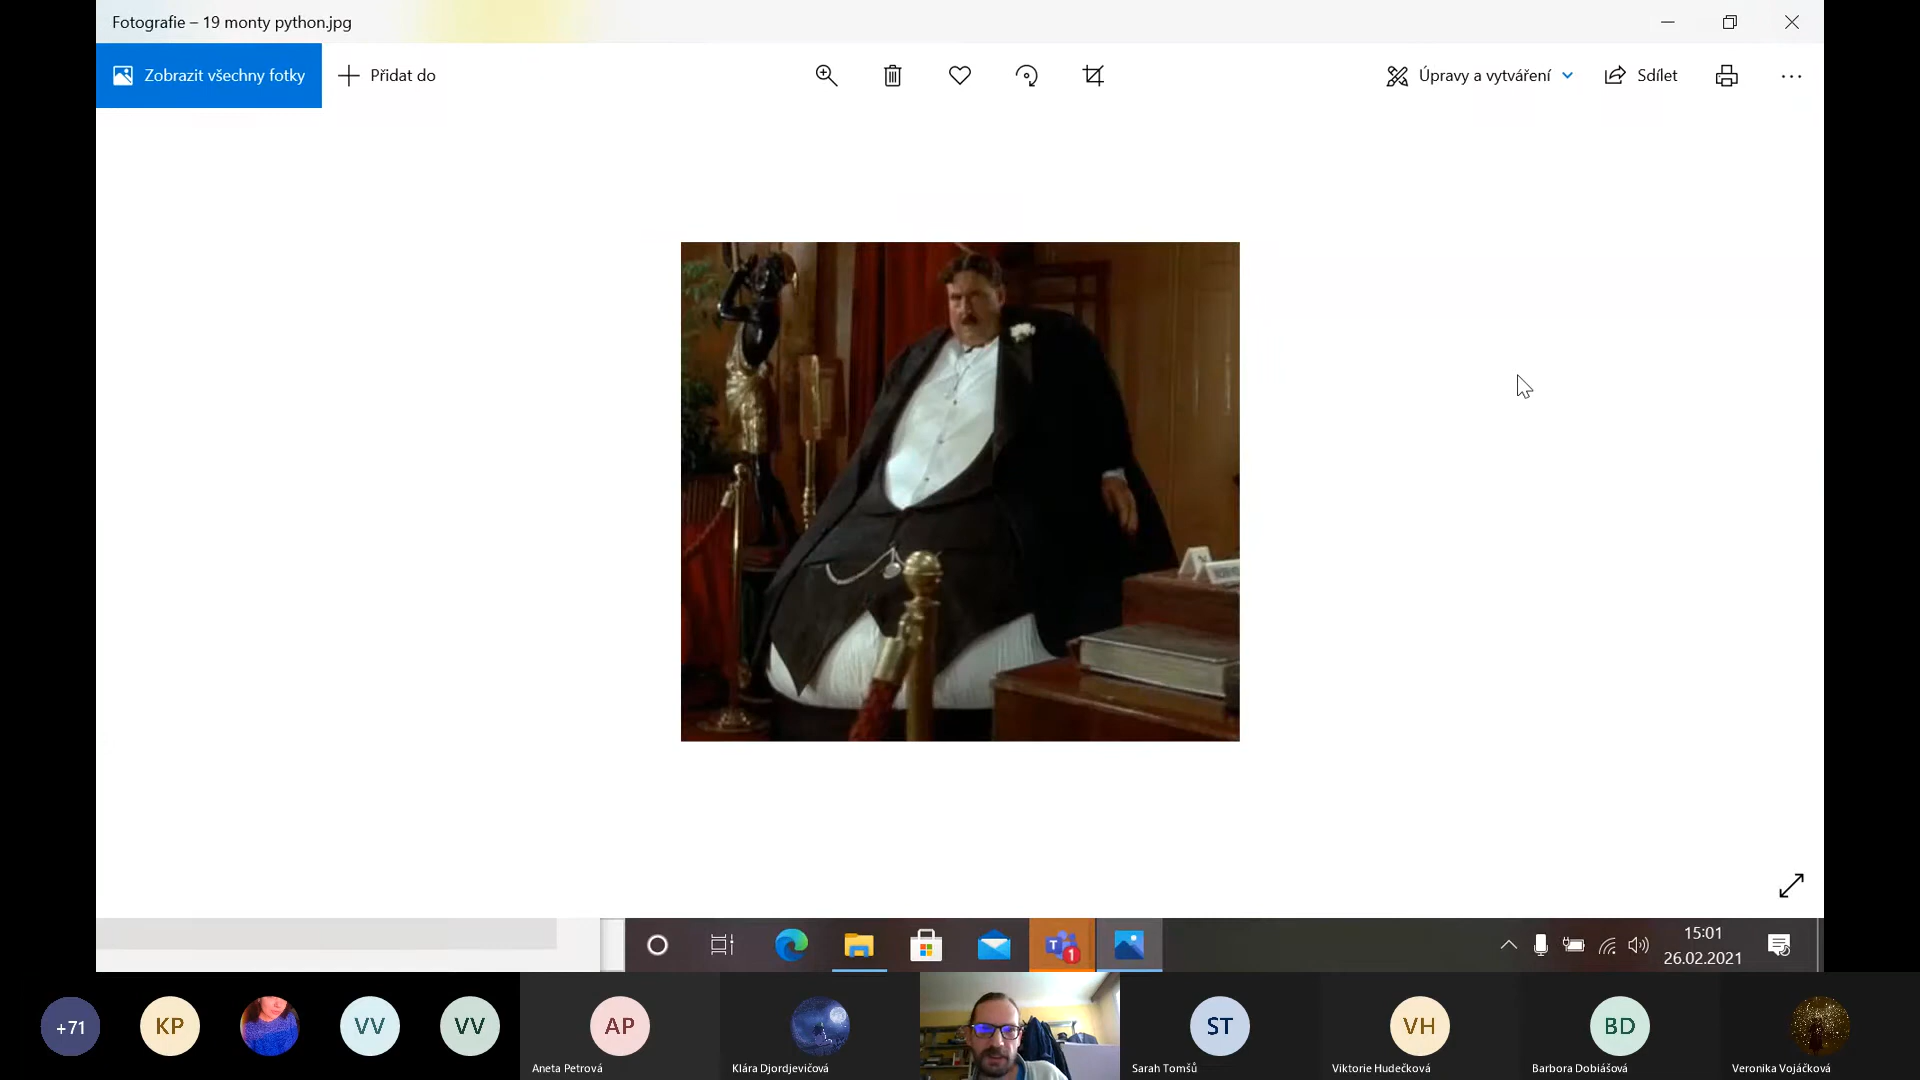 Fotografie – 19 monty python.jpg
Zobrazit všechny fotky
Přidat do
Úpravy a vytváření
Sdílet
T
1
15:01
26.02.2021
+71
KP
VV
VV
AP
ST
VH
BD
Aneta Petrová
Klára Djordjevičová
Sarah Tomšů
Viktorie Hudečková
Barbora Dobiášová
Veronika Vojáčková